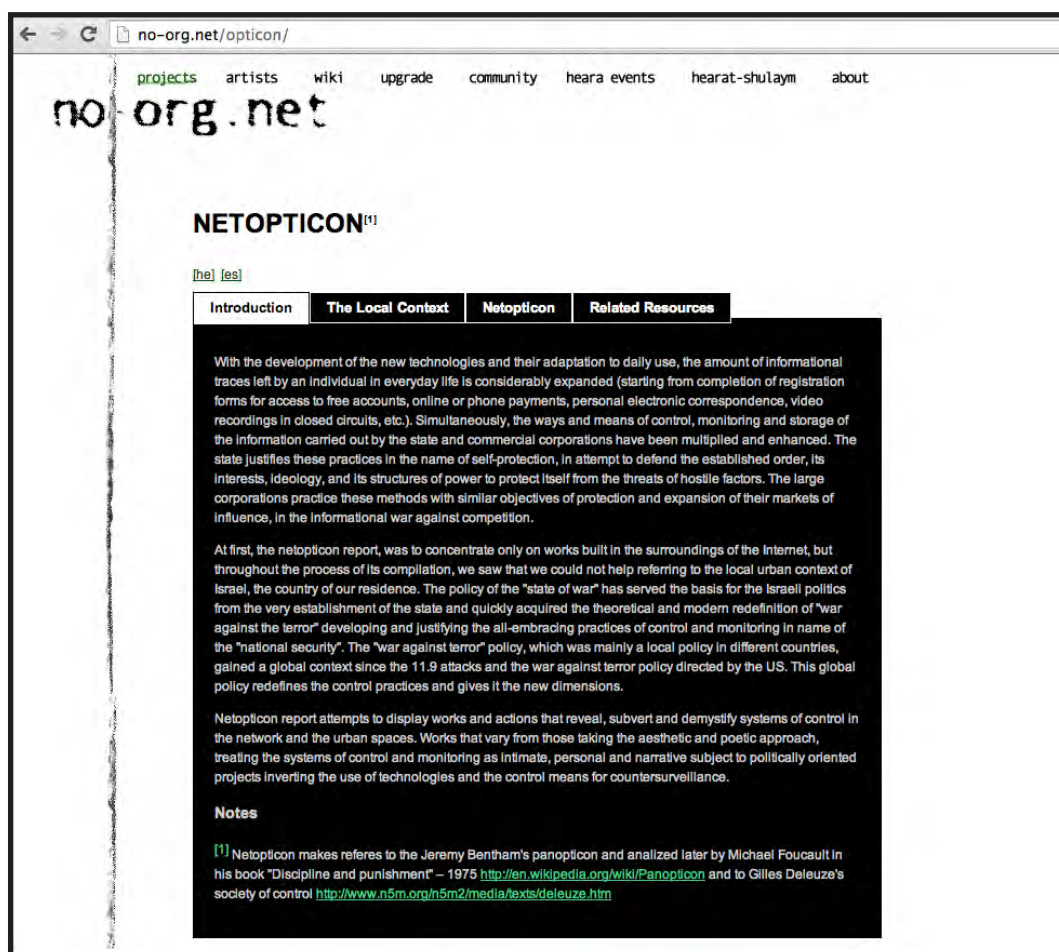 no-org.net/opticon/
projects artists wiki upgrade community heara events hearat-shulaym about
no-org.net
NETOPTICON[1]
[he] [es]
Introduction The Local Context Netopticon Related Resources
With the development of the new technologies and their adaptation to daily use, the amount of informational
traces left by an individual in everyday life is considerably expanded (starting from completion of registration
forms for access to free accounts, online or phone payments, personal electronic correspondence, video
recordings in closed circuits, etc.). Simultaneously, the ways and means of control, monitoring and storage of
the information carried out by the state and commercial corporations have been multiplied and enhanced. The
state justifies these practices in the name of self-protection, in attempt to defend the established order, its
interests, ideology, and its structures of power to protect itself from the threats of hostile factors. The large
corporations practice these methods with similar objectives of protection and expansion of their markets of
influence, in the informational war against competition.
At first, the netopticon report, was to concentrate only on works built in the surroundings of the Internet, but
throughout the process of its compilation, we saw that we could not help referring to the local urban context of
Israel, the country of our residence. The policy of the "state of war" has served the basis for the Israeli politics
from the very establishment of the state and quickly acquired the theoretical and modern redefinition of "war
against the terror" developing and justifying the all-embracing practices of control and monitoring in name of
the "national security". The "war against terror" policy, which was mainly a local policy in different countries,
gained a global context since the 11.9 attacks and the war against terror policy directed by the US. This global
policy redefines the control practices and gives it the new dimensions.
Netopticon report attempts to display works and actions that reveal, subvert and demystify systems of control in
the network and the urban spaces. Works that vary from those taking the aesthetic and poetic approach,
treating the systems of control and monitoring as intimate, personal and narrative subject to politically oriented
projects inverting the use of technologies and the control means for countersurveillance.
Notes
[1] Netopticon makes referes to the Jeremy Bentham's panopticon and analized later by Michael Foucault in
his book "Discipline and punishment" – 1975 http://en.wikipedia.org/wiki/Panopticon and to Gilles Deleuze's
society of control http://www.n5m.org/n5m2/media/texts/deleuze.htm